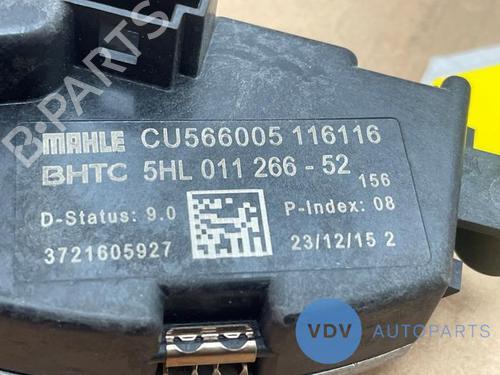 MAHLE CU566005 116116
BHTC 5HL 011 266 - 52 156
D-Status: 9.0 P-Index: 08
3721605927 23/12/15 2
B-PARTS
VDV AUTOPARTS